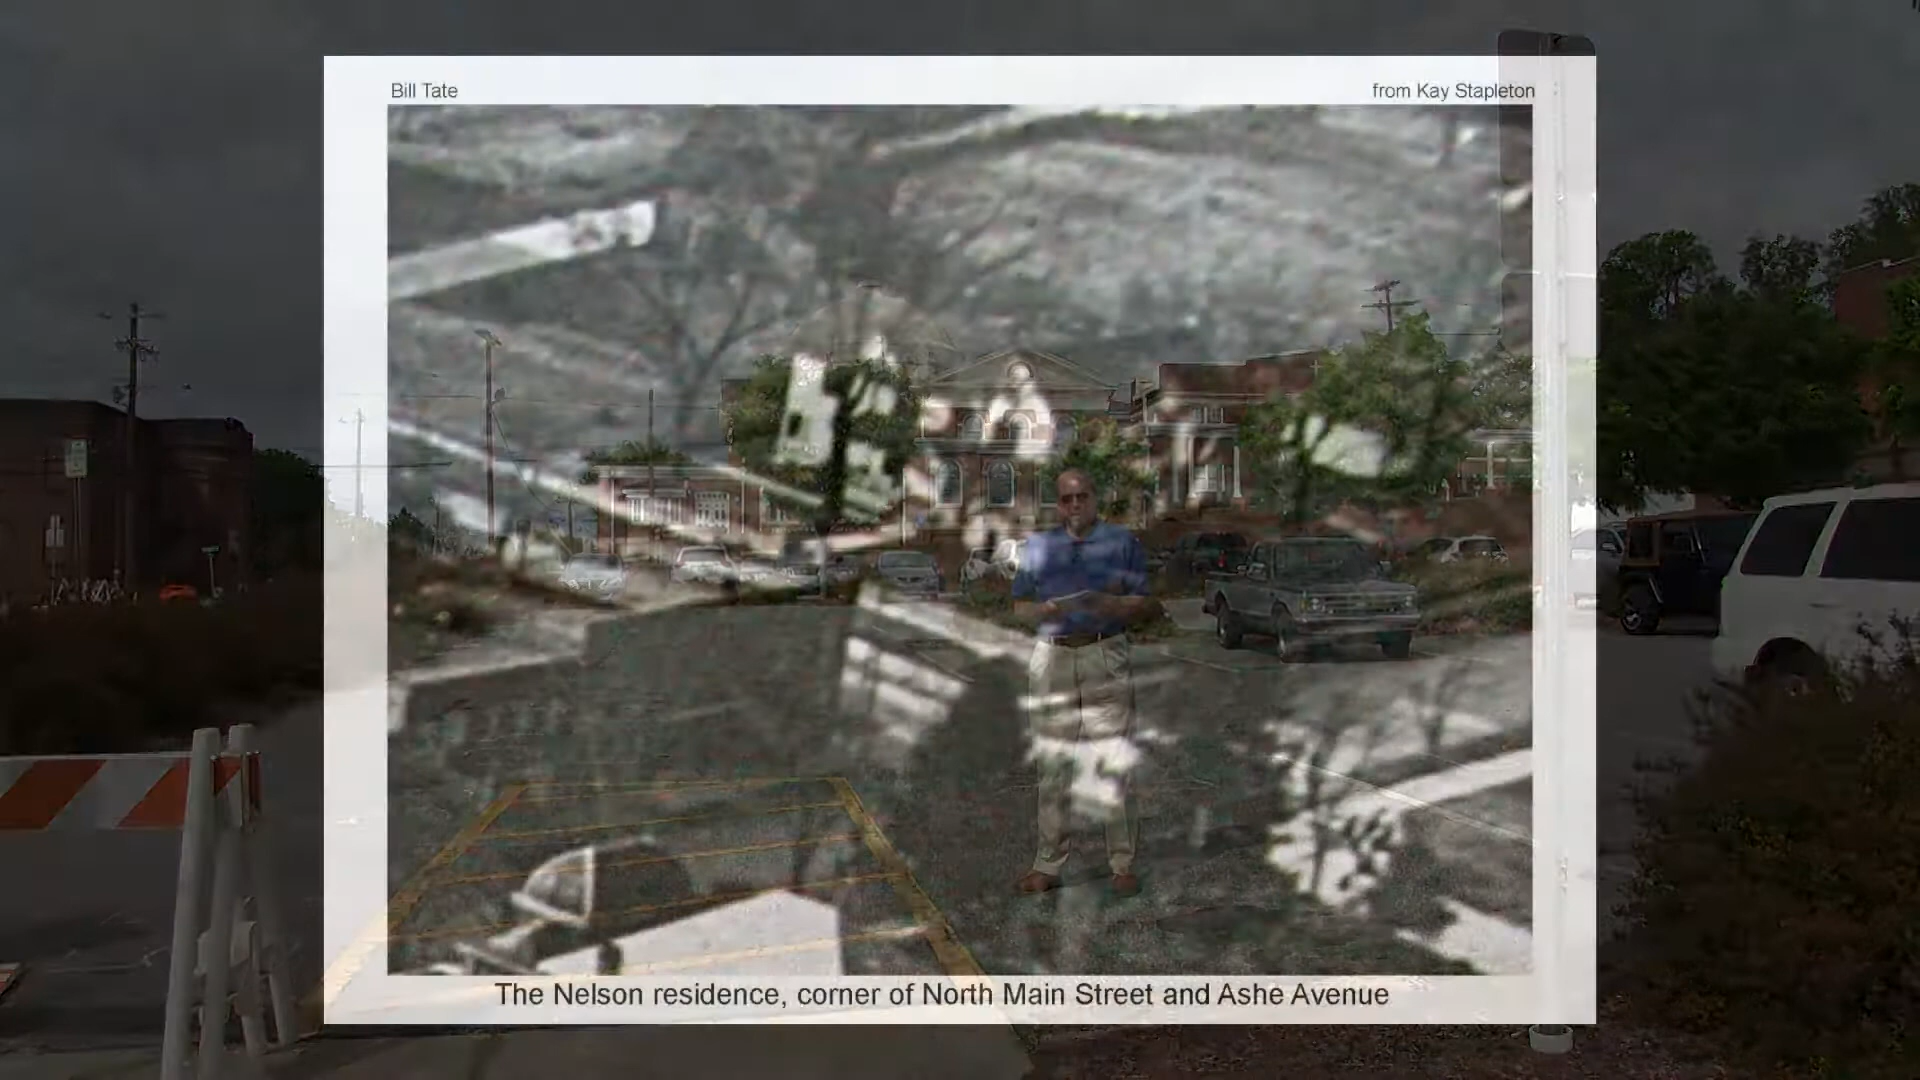 Bill Tate
from Kay Stapleton
The Nelson residence, corner of North Main Street and Ashe Avenue